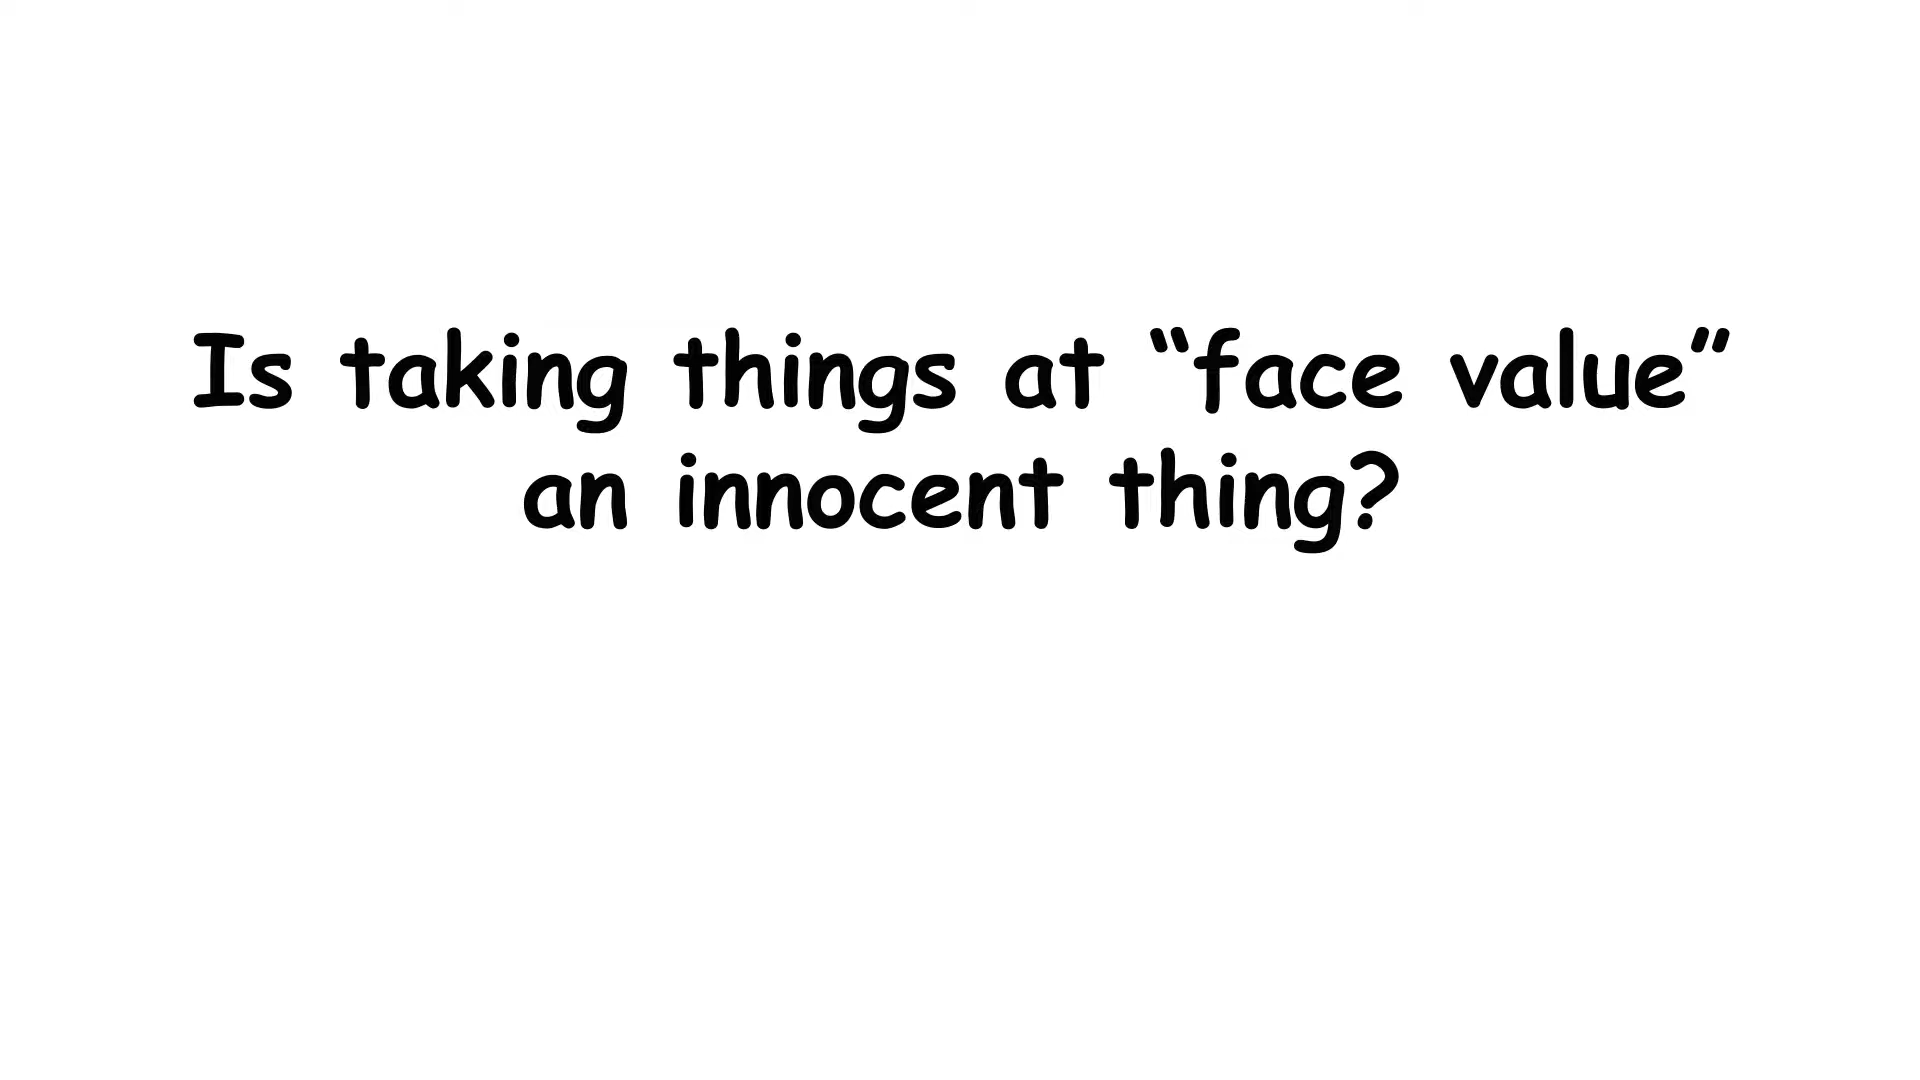 Is taking things at “face value”
an innocent thing?